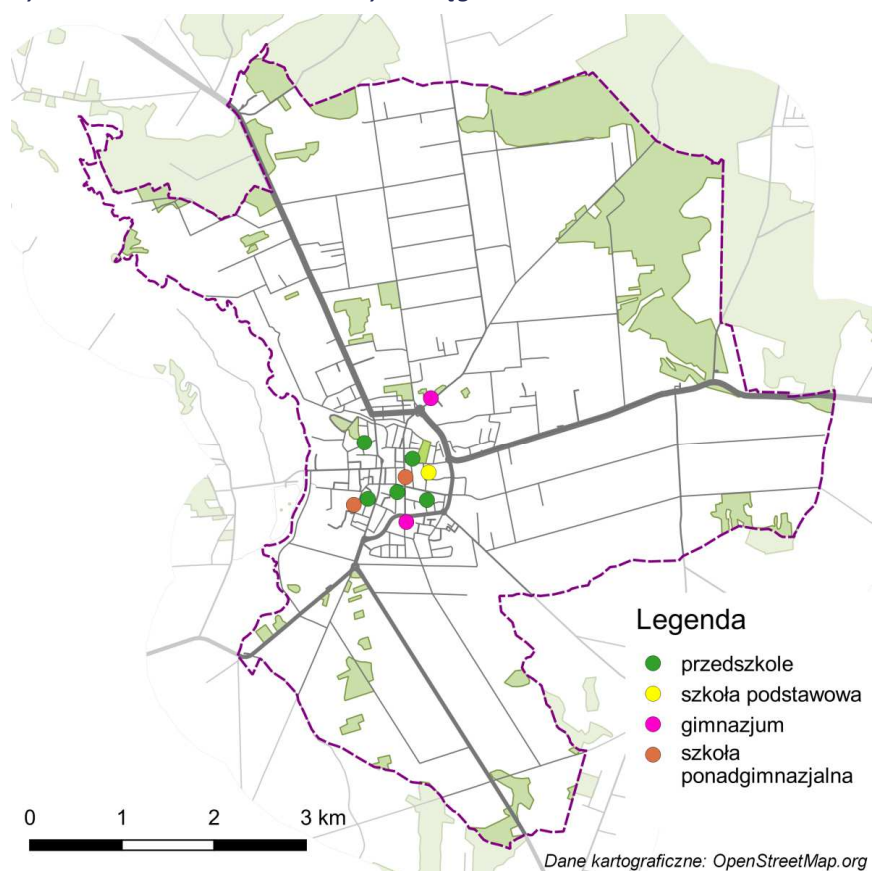 Legenda
przedszkole
szkoła podstawowa
gimnazjum
szkoła
ponadgimnazjalna
0 1 2 3 km
Dane kartograficzne: OpenStreetMap.org